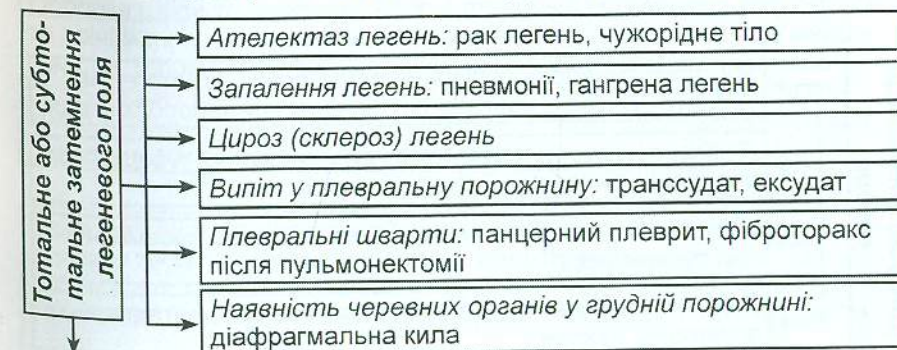 Тотальне або субто-
тальне затемнення
легеневого поля
Ателектаз легень: рак легень, чужорідне тіло
Запалення легень: пневмонії, гангрена легень
Цироз (склероз) легень
Випіт у плевральну порожнину: транссудат, ексудат
Плевральні шварти: панцерний плеврит, фіброторакс
після пульмонектомії
Наявність черевних органів у грудній порожнині:
діафрагмальна кила